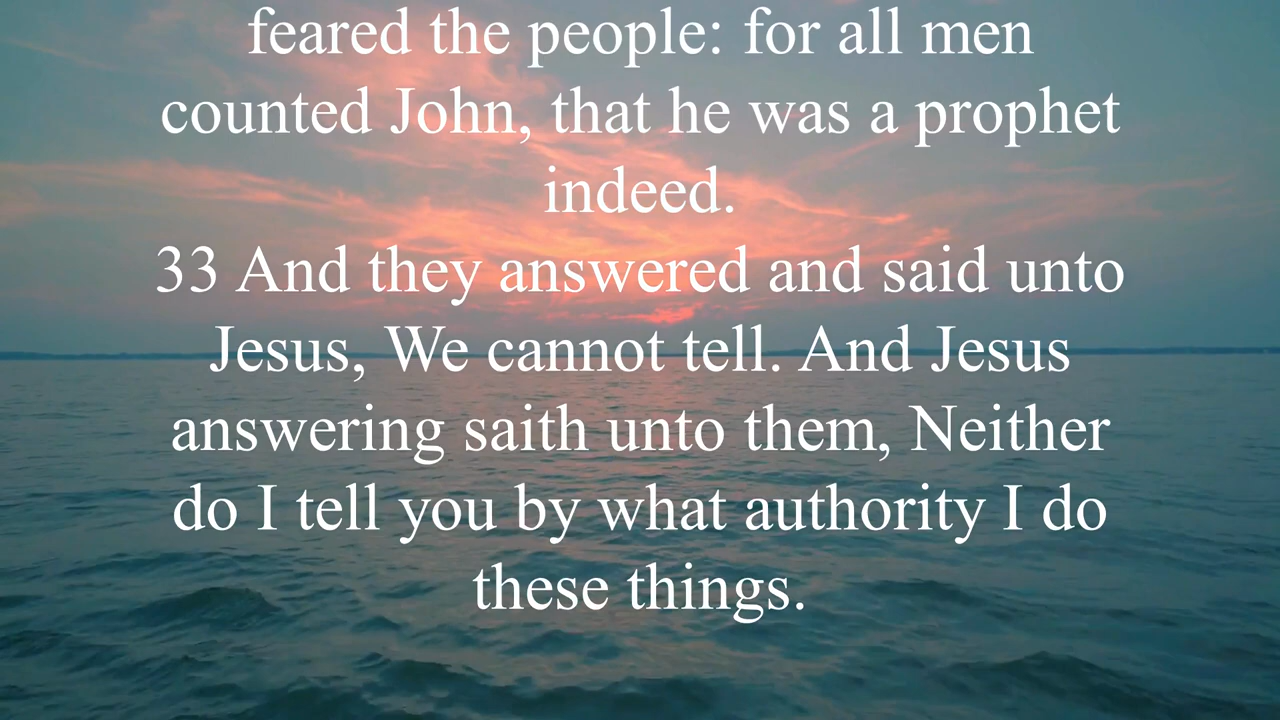 feared the people: for all men
counted John, that he was a prophet
indeed.
33 And they answered and said unto
Jesus, We cannot tell. And Jesus
answering saith unto them, Neither
do I tell you by what authority I do
these things.